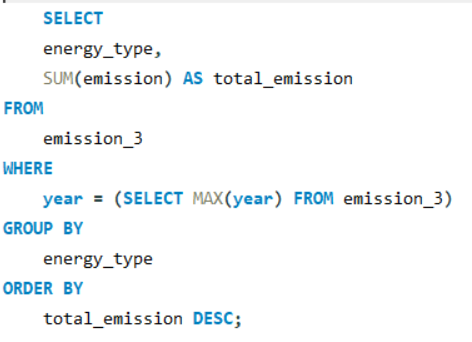 SELECT
energy_type,
SUM(emission) AS total_emission
FROM
emission_3
WHERE
year = (SELECT MAX(year) FROM emission_3)
GROUP BY
energy_type
ORDER BY
total_emission DESC;